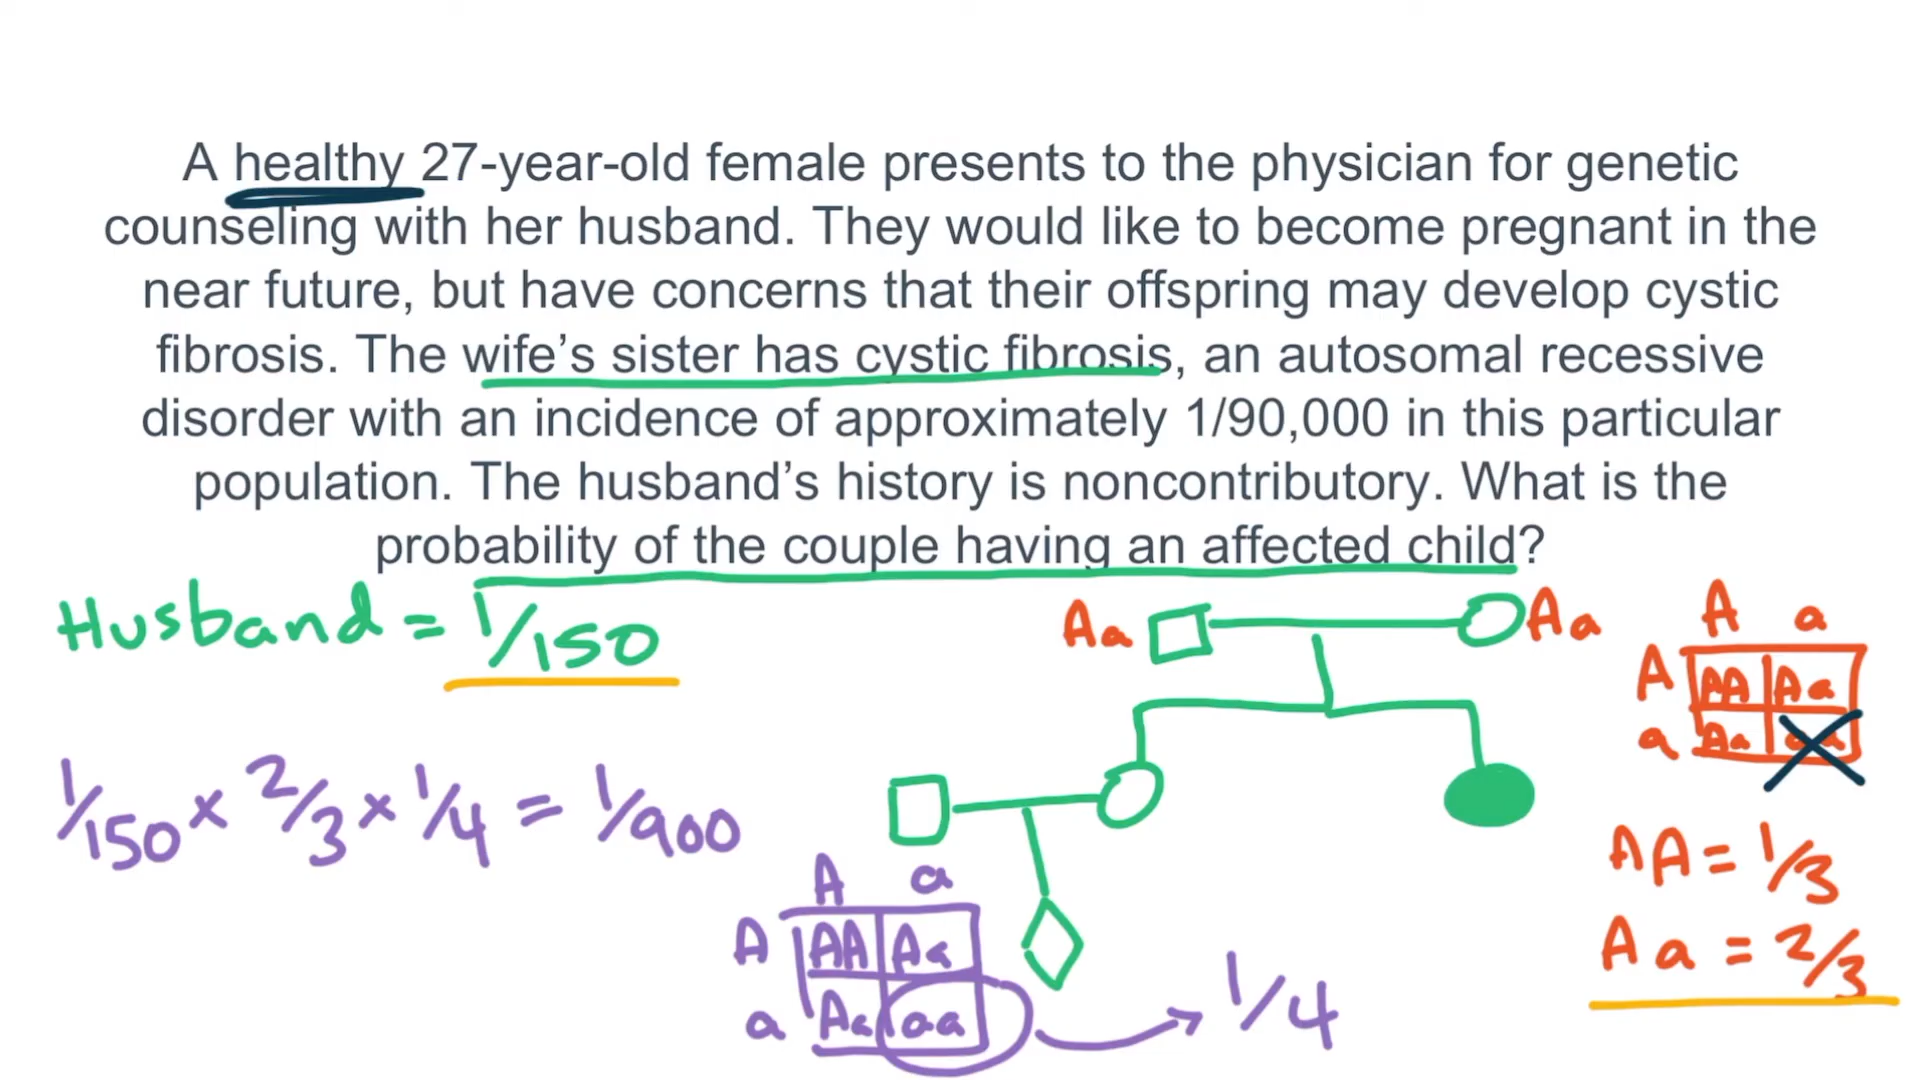 A healthy 27-year-old female presents to the physician for genetic
counseling with her husband. They would like to become pregnant in the
near future, but have concerns that their offspring may develop cystic
fibrosis. The wife’s sister has cystic fibrosis, an autosomal recessive
disorder with an incidence of approximately 1/90,000 in this particular
population. The husband’s history is noncontributory. What is the
probability of the couple having an affected child?
Husband = 1/150
1/150 x 2/3 x 1/4 = 1/900
Aa Aa
A a
A AA Aa
a Aa aa
AA = 1/3
Aa = 2/3
A a
A AA Aa
a Aa aa
1/4